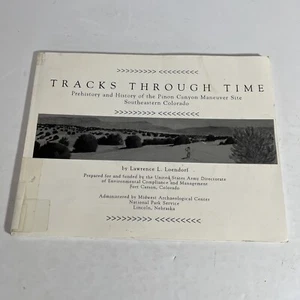 >>>>>>>>>> <<<<<<<<<<
TRACKS THROUGH TIME
Prehistory and History of the Pinon Canyon Maneuver Site
Southeastern Colorado
>>>>>>>>>> <<<<<<<<<<
by Lawrence L. Loendorf
Prepared for and funded by the United States Army Directorate
of Environmental Compliance and Management
Fort Carson, Colorado
Administered by Midwest Archaeological Center
National Park Service
Lincoln, Nebraska
>>>>>>>>>> <<<<<<<<<<